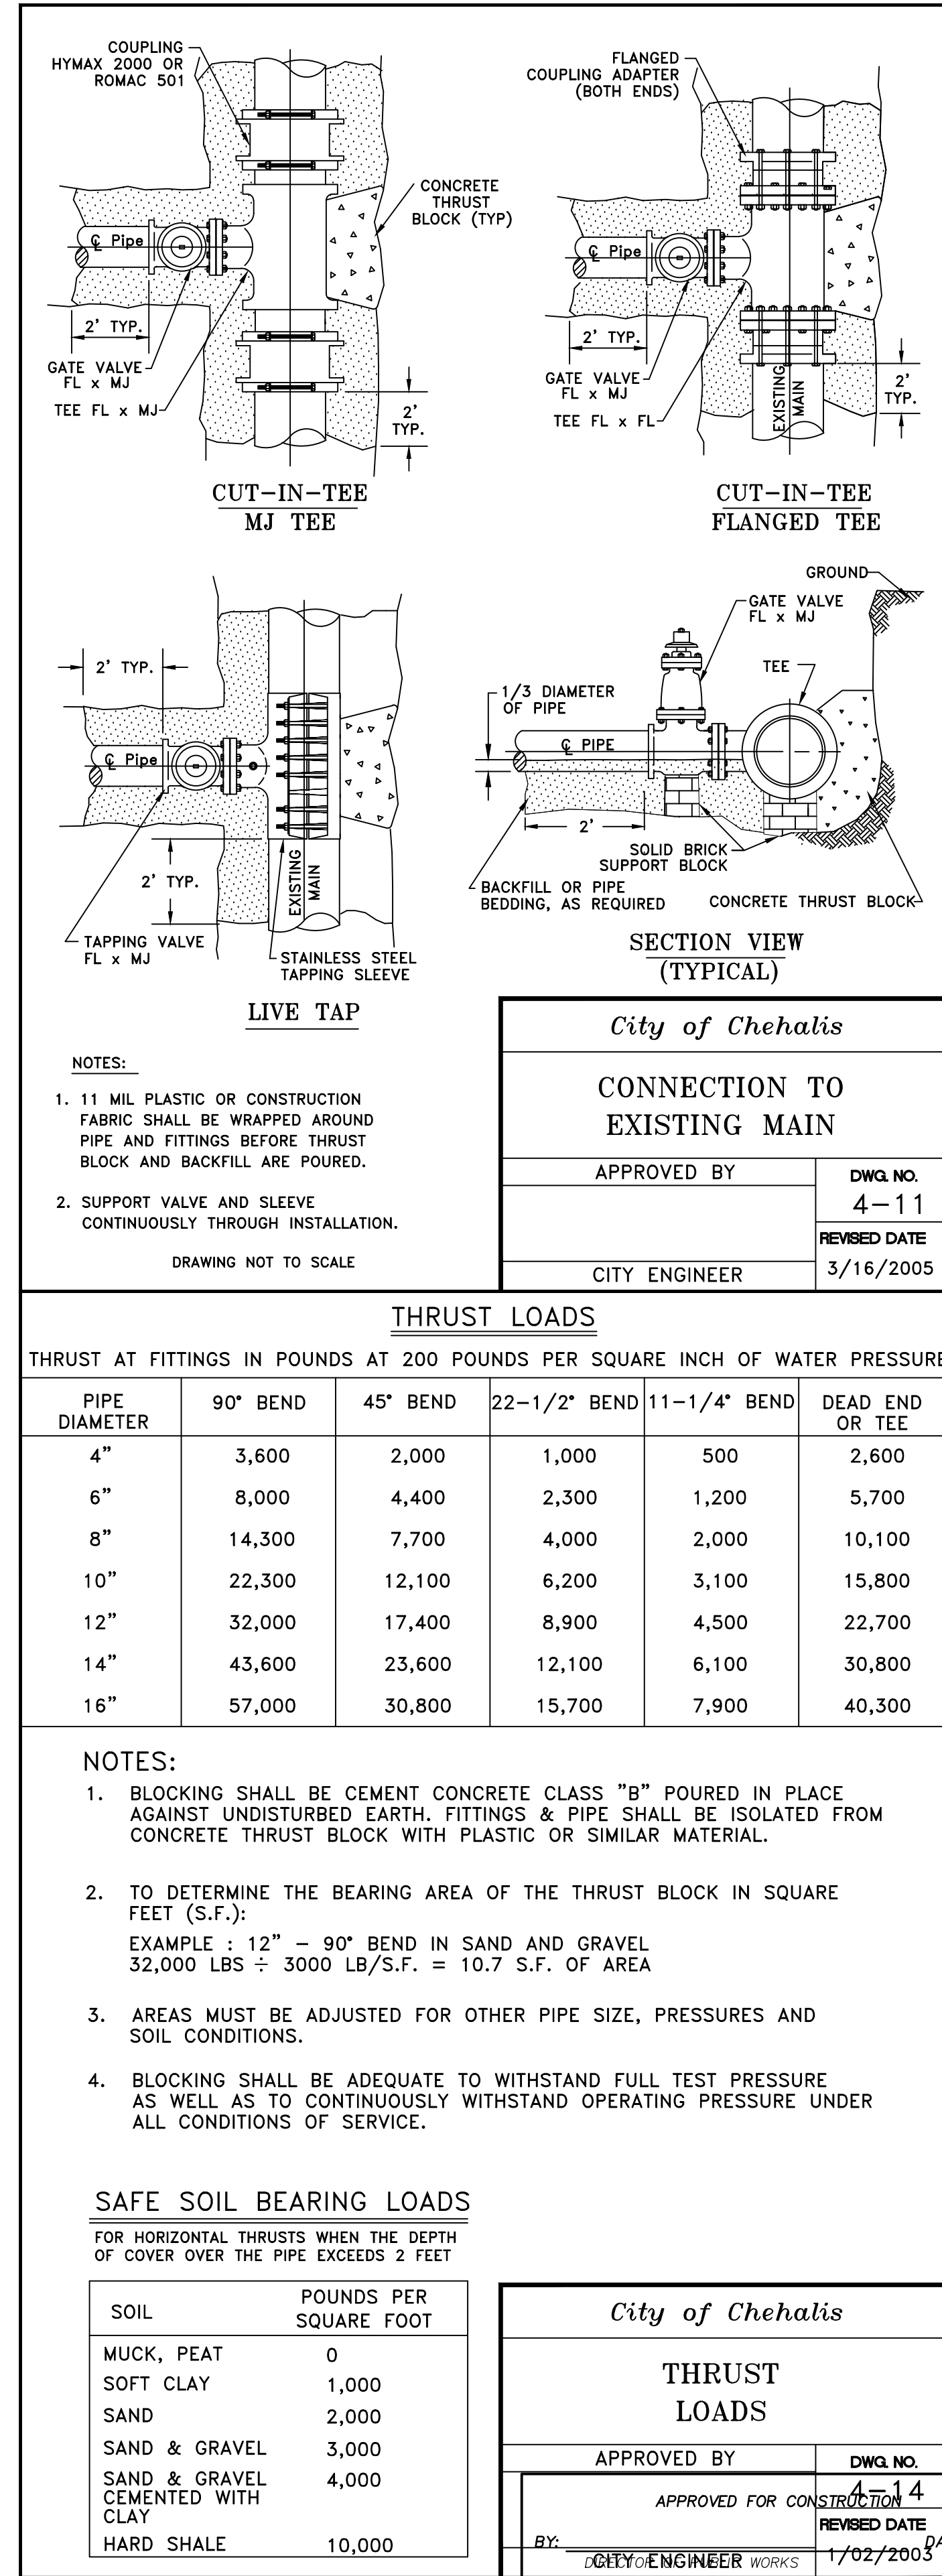 COUPLING
HYMAX 2000 OR
ROMAC 501
CONCRETE
THRUST
BLOCK (TYP)
℄ Pipe
2' TYP.
GATE VALVE
FL x MJ
TEE FL x MJ
2'
TYP.
CUT-IN-TEE
MJ TEE
FLANGED
COUPLING ADAPTER
(BOTH ENDS)
℄ Pipe
2' TYP.
GATE VALVE
FL x MJ
TEE FL x FL
EXISTING
MAIN
2'
TYP.
CUT-IN-TEE
FLANGED TEE
2' TYP.
℄ Pipe
2' TYP.
EXISTING
MAIN
TAPPING VALVE
FL x MJ
STAINLESS STEEL
TAPPING SLEEVE
LIVE TAP
GROUND
GATE VALVE
FL x MJ
TEE
1/3 DIAMETER
OF PIPE
℄ PIPE
2'
SOLID BRICK
SUPPORT BLOCK
BACKFILL OR PIPE
BEDDING, AS REQUIRED
CONCRETE THRUST BLOCK
SECTION VIEW
(TYPICAL)
NOTES:
1. 11 MIL PLASTIC OR CONSTRUCTION
FABRIC SHALL BE WRAPPED AROUND
PIPE AND FITTINGS BEFORE THRUST
BLOCK AND BACKFILL ARE POURED.
2. SUPPORT VALVE AND SLEEVE
CONTINUOUSLY THROUGH INSTALLATION.
DRAWING NOT TO SCALE
City of Chehalis
CONNECTION TO
EXISTING MAIN
APPROVED BY
CITY ENGINEER
DWG. NO.
4-11
REVISED DATE
3/16/2005
THRUST LOADS
THRUST AT FITTINGS IN POUNDS AT 200 POUNDS PER SQUARE INCH OF WATER PRESSURE
PIPE DIAMETER 90° BEND 45° BEND 22-1/2° BEND 11-1/4° BEND DEAD END OR TEE
4" 3,600 2,000 1,000 500 2,600
6" 8,000 4,400 2,300 1,200 5,700
8" 14,300 7,700 4,000 2,000 10,100
10" 22,300 12,100 6,200 3,100 15,800
12" 32,000 17,400 8,900 4,500 22,700
14" 43,600 23,600 12,100 6,100 30,800
16" 57,000 30,800 15,700 7,900 40,300
NOTES:
1. BLOCKING SHALL BE CEMENT CONCRETE CLASS "B" POURED IN PLACE
AGAINST UNDISTURBED EARTH. FITTINGS & PIPE SHALL BE ISOLATED FROM
CONCRETE THRUST BLOCK WITH PLASTIC OR SIMILAR MATERIAL.
2. TO DETERMINE THE BEARING AREA OF THE THRUST BLOCK IN SQUARE
FEET (S.F.):
EXAMPLE : 12" - 90° BEND IN SAND AND GRAVEL
32,000 LBS ÷ 3000 LB/S.F. = 10.7 S.F. OF AREA
3. AREAS MUST BE ADJUSTED FOR OTHER PIPE SIZE, PRESSURES AND
SOIL CONDITIONS.
4. BLOCKING SHALL BE ADEQUATE TO WITHSTAND FULL TEST PRESSURE
AS WELL AS TO CONTINUOUSLY WITHSTAND OPERATING PRESSURE UNDER
ALL CONDITIONS OF SERVICE.
SAFE SOIL BEARING LOADS
FOR HORIZONTAL THRUSTS WHEN THE DEPTH
OF COVER OVER THE PIPE EXCEEDS 2 FEET
SOIL POUNDS PER SQUARE FOOT
MUCK, PEAT 0
SOFT CLAY 1,000
SAND 2,000
SAND & GRAVEL 3,000
SAND & GRAVEL 4,000
CEMENTED WITH
CLAY
HARD SHALE 10,000
City of Chehalis
THRUST
LOADS
APPROVED BY
DWG. NO.
4-14
APPROVED FOR CONSTRUCTION
REVISED DATE
1/02/2003
BY:
DA
CITY ENGINEER
DIRECTOR OF PUBLIC WORKS